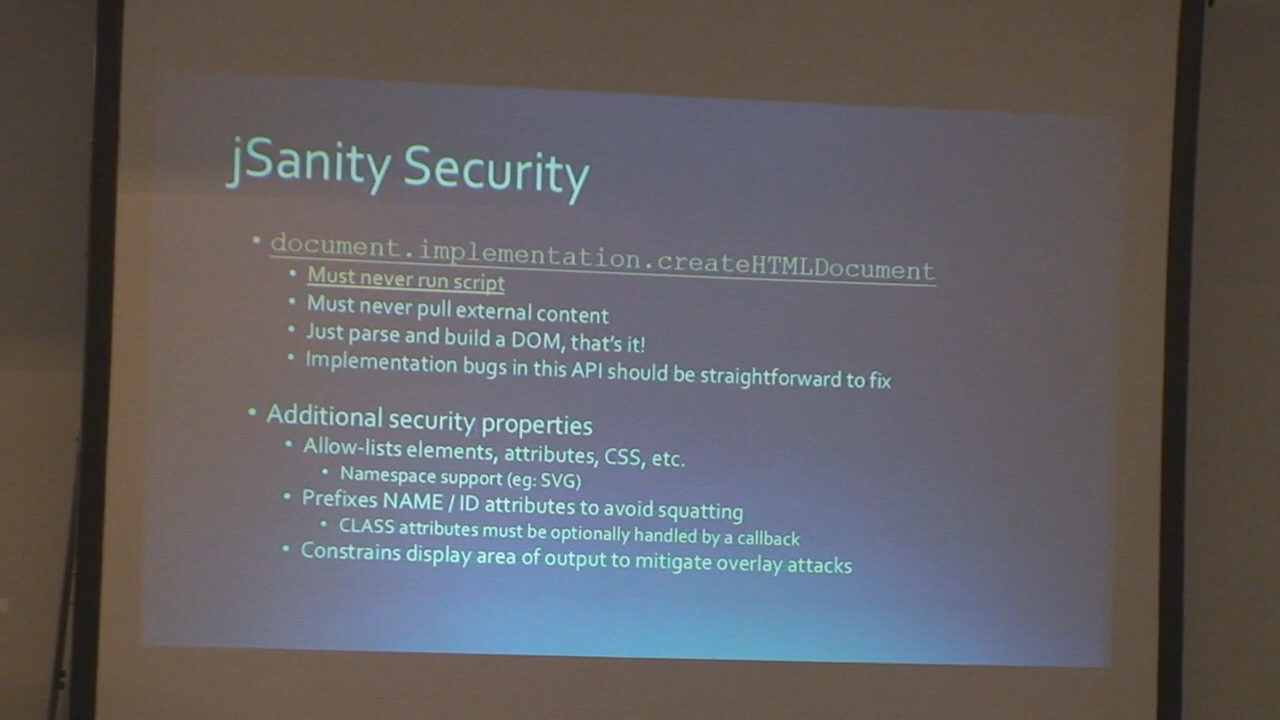 jSanity Security
• document.implementation.createHTMLDocument
• Must never run script
• Must never pull external content
• Just parse and build a DOM, that's it!
• Implementation bugs in this API should be straightforward to fix
• Additional security properties
• Allow-lists elements, attributes, CSS, etc.
• Namespace support (eg: SVG)
• Prefixes NAME / ID attributes to avoid squatting
• CLASS attributes must be optionally handled by a callback
• Constrains display area of output to mitigate overlay attacks